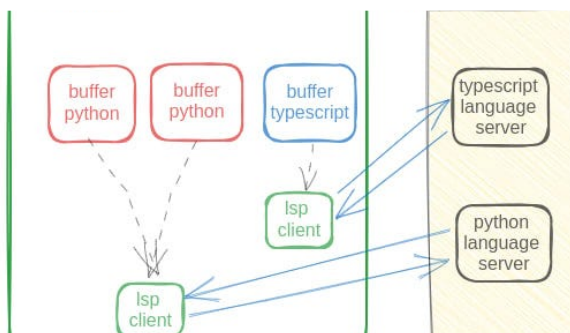 buffer
python
buffer
python
buffer
typescript
typescript
language
server
lsp
client
python
language
server
lsp
client